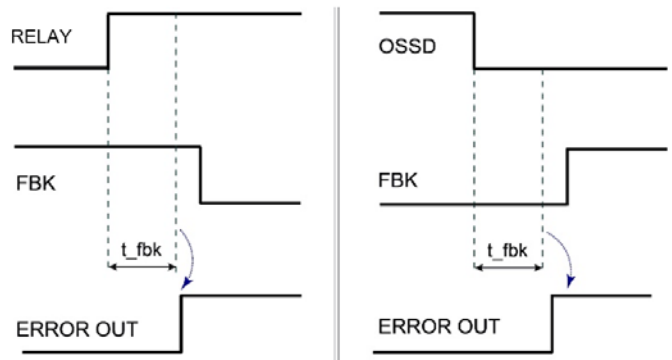 RELAY
FBK
t_fbk
ERROR OUT
OSSD
FBK
t_fbk
ERROR OUT